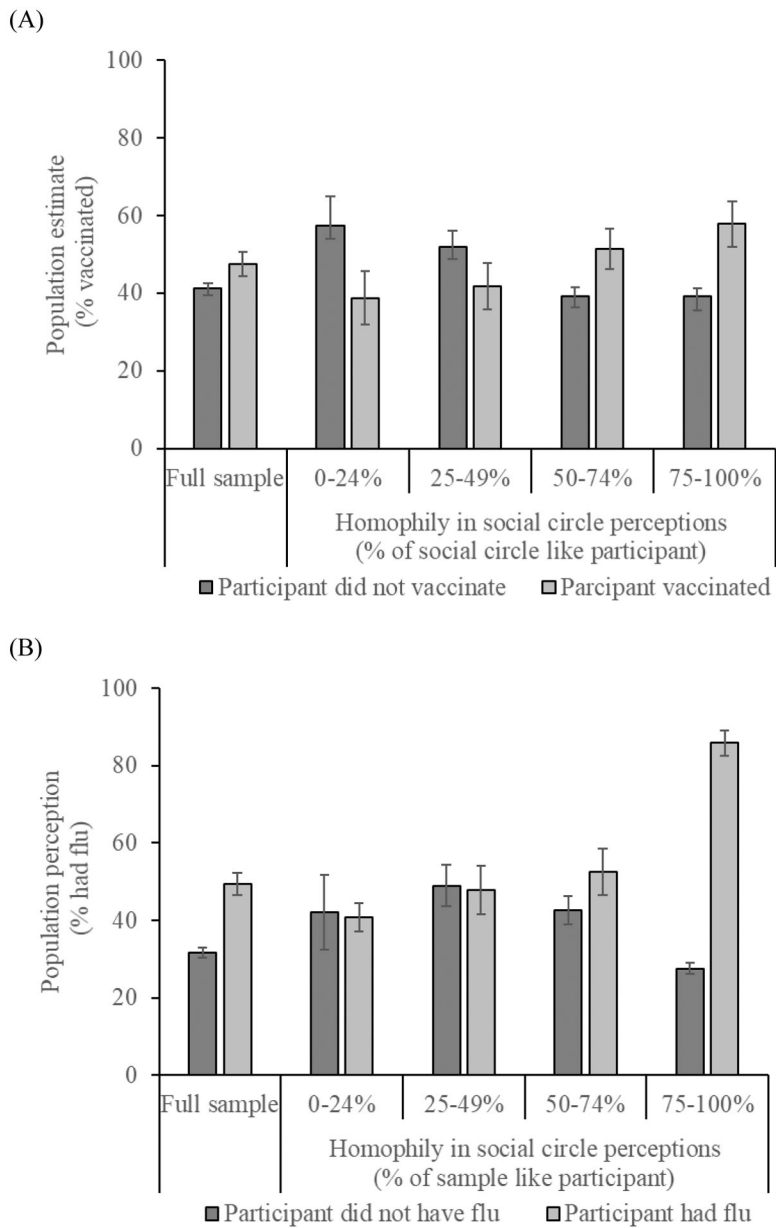 (A)
100
80
60
40
20
0
Population estimate
(% vaccinated)
Full sample 0-24% 25-49% 50-74% 75-100%
Homophily in social circle perceptions
(% of social circle like participant)
Participant did not vaccinate Parcipant vaccinated
(B)
100
80
60
40
20
0
Population perception
(% had flu)
Full sample 0-24% 25-49% 50-74% 75-100%
Homophily in social circle perceptions
(% of sample like participant)
Participant did not have flu Participant had flu